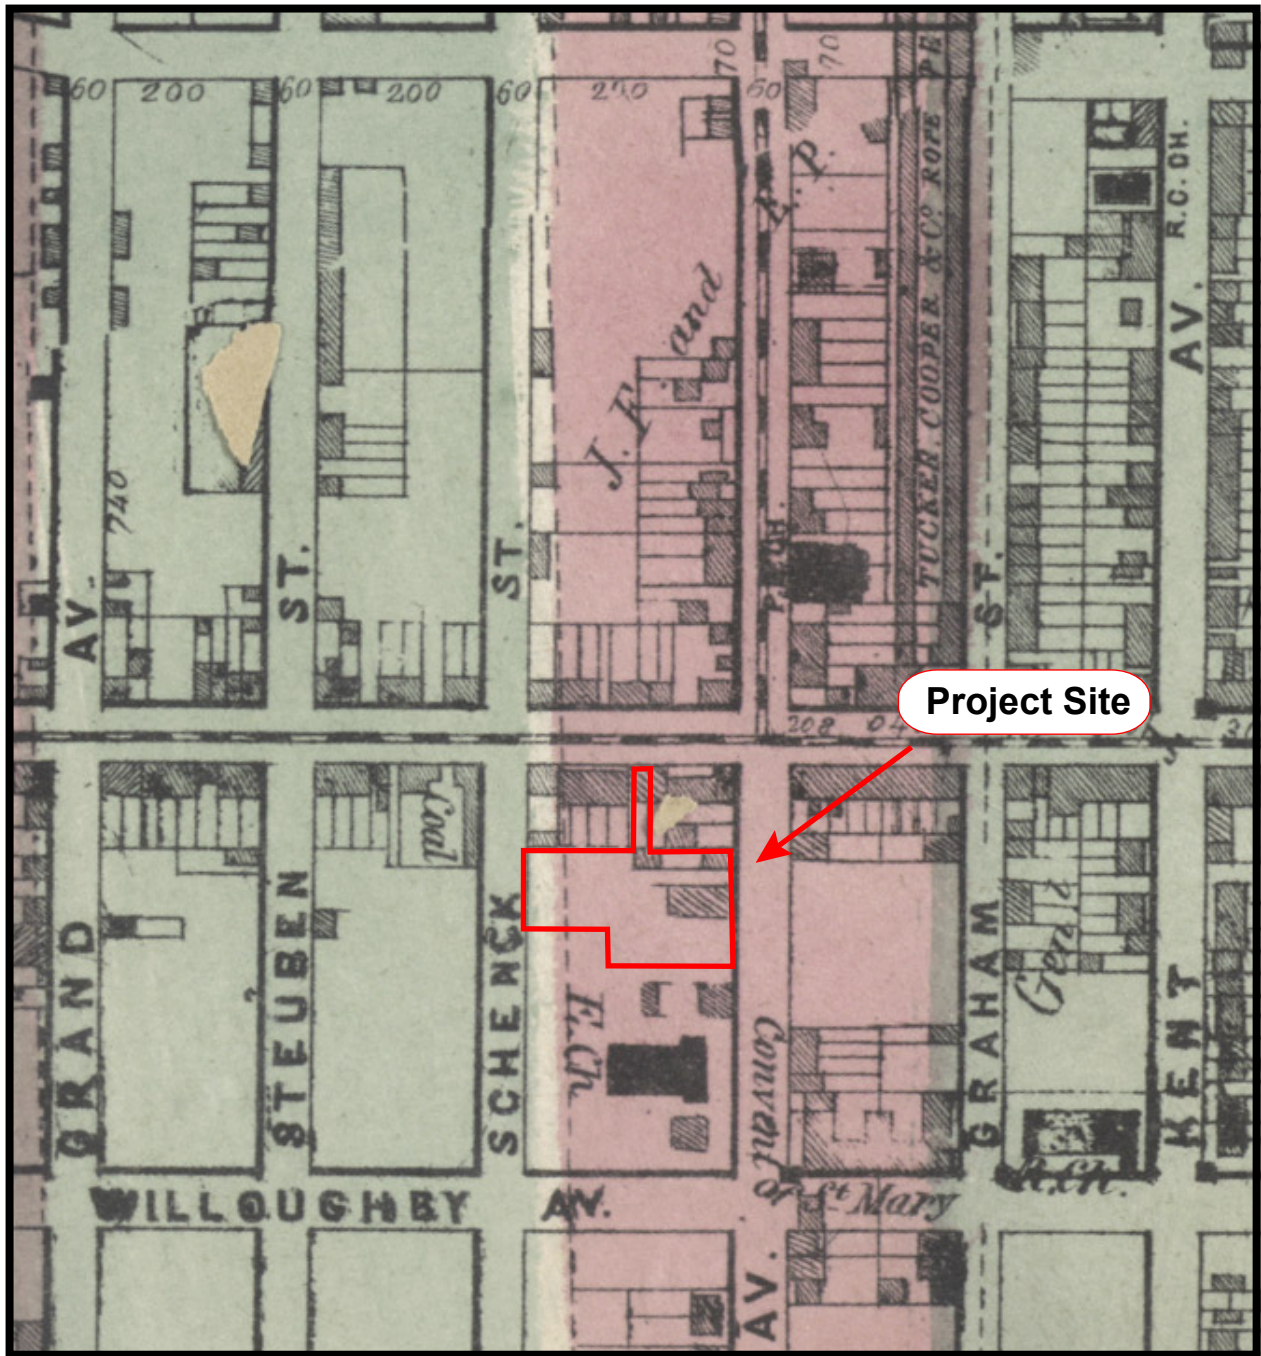 60 200 60 200 60 200 70 60 70
E. P.
R.C.CH.
J. F. and
TUCKER. COOPER & Co. ROPE
AV.
740
ST.
ST.
P. CH.
ST.
AV.
Project Site
208
Coal
GRAND
STEUBEN
SCHENCK
GRAHAM
KENT
E. Ch
Convent
of St Mary
R.Ch.
WILLOUGHBY AV.
AV.